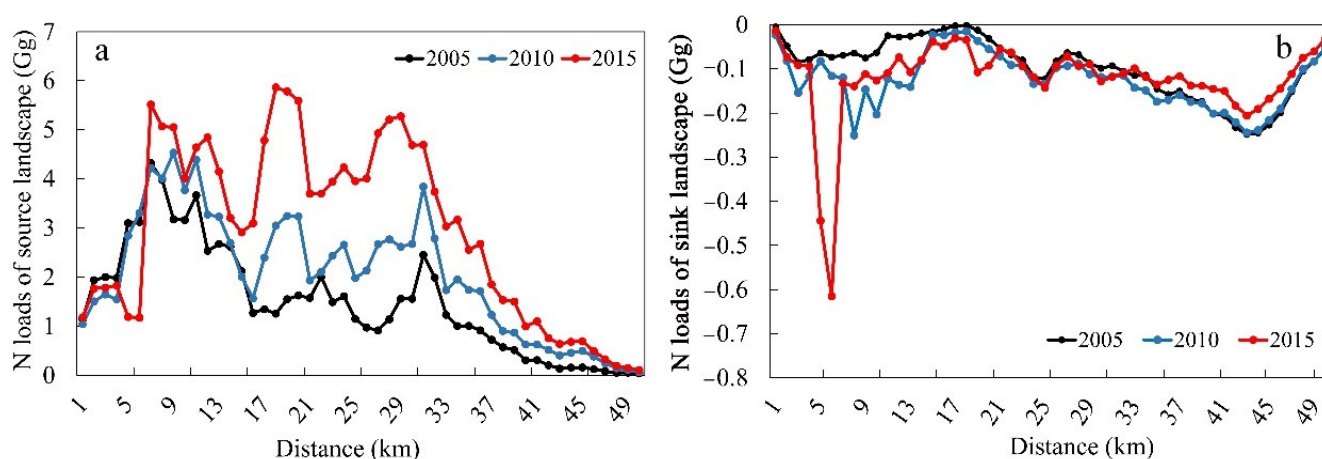 a
2005 2010 2015
N loads of source landscape (Gg)
7
6
5
4
3
2
1
0
1 5 9 13 17 21 25 29 33 37 41 45 49
Distance (km)
b
N loads of sink landscape (Gg)
0
−0.1
−0.2
−0.3
−0.4
−0.5
−0.6
−0.7
−0.8
2005 2010 2015
1 5 9 13 17 21 25 29 33 37 41 45 49
Distance (km)